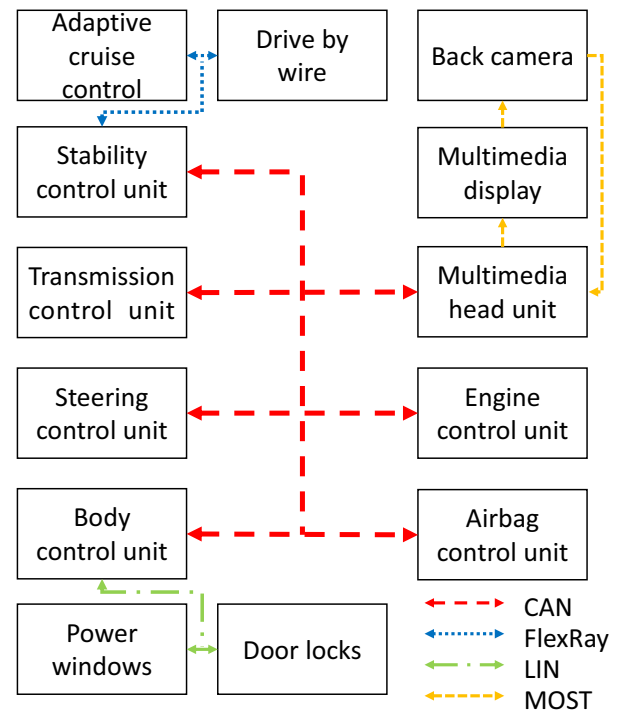 Adaptive
cruise
control
Drive by
wire
Back camera
Stability
control unit
Multimedia
display
Transmission
control unit
Multimedia
head unit
Steering
control unit
Engine
control unit
Body
control unit
Airbag
control unit
Power
windows
Door locks
CAN
FlexRay
LIN
MOST